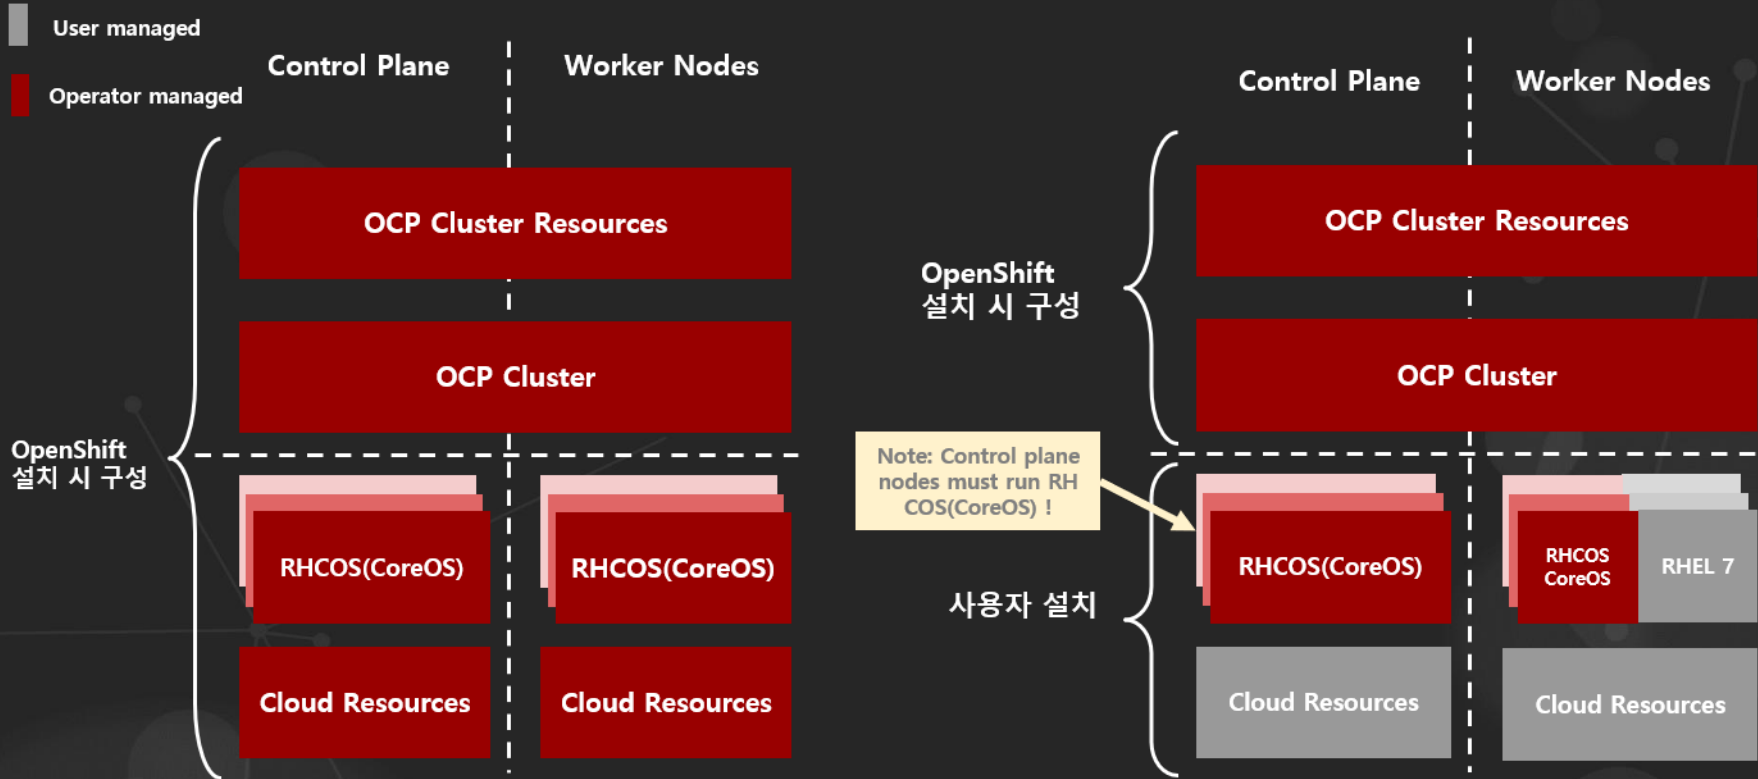 User managed
Operator managed
Control Plane
Worker Nodes
OCP Cluster Resources
OCP Cluster
OpenShift
설치 시 구성
RHCOS(CoreOS)
RHCOS(CoreOS)
Cloud Resources
Cloud Resources
Control Plane
Worker Nodes
OCP Cluster Resources
OpenShift
설치 시 구성
OCP Cluster
Note: Control plane
nodes must run RH
COS(CoreOS) !
RHCOS(CoreOS)
RHCOS
CoreOS
RHEL 7
사용자 설치
Cloud Resources
Cloud Resources